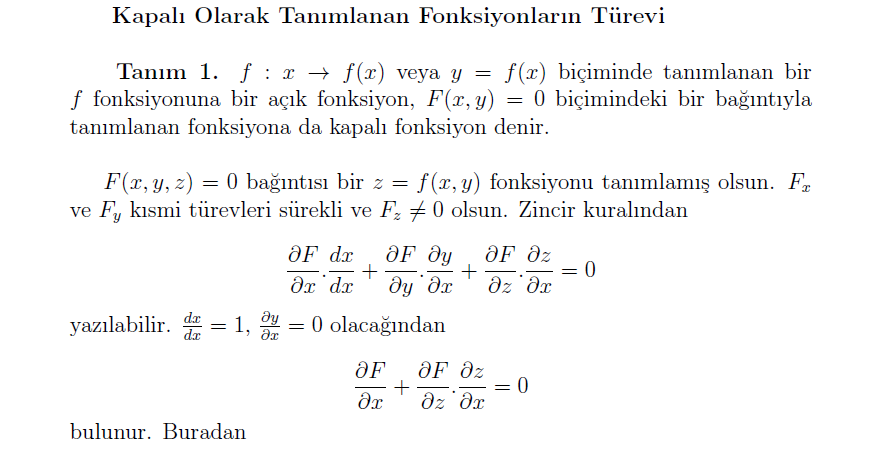 Kapalı Olarak Tanımlanan Fonksiyonların Türevi
Tanım 1. f : x → f(x) veya y = f(x) biçiminde tanımlanan bir
f fonksiyonuna bir açık fonksiyon, F(x, y) = 0 biçimindeki bir bağıntıyla
tanımlanan fonksiyona da kapalı fonksiyon denir.
F(x, y, z) = 0 bağıntısı bir z = f(x, y) fonksiyonu tanımlamış olsun. Fₓ
ve F_y kısmi türevleri sürekli ve F_z ≠ 0 olsun. Zincir kuralından
∂F/∂x . dx/dx + ∂F/∂y . ∂y/∂x + ∂F/∂z . ∂z/∂x = 0
yazılabilir. dx/dx = 1, ∂y/∂x = 0 olacağından
∂F/∂x + ∂F/∂z . ∂z/∂x = 0
bulunur. Buradan